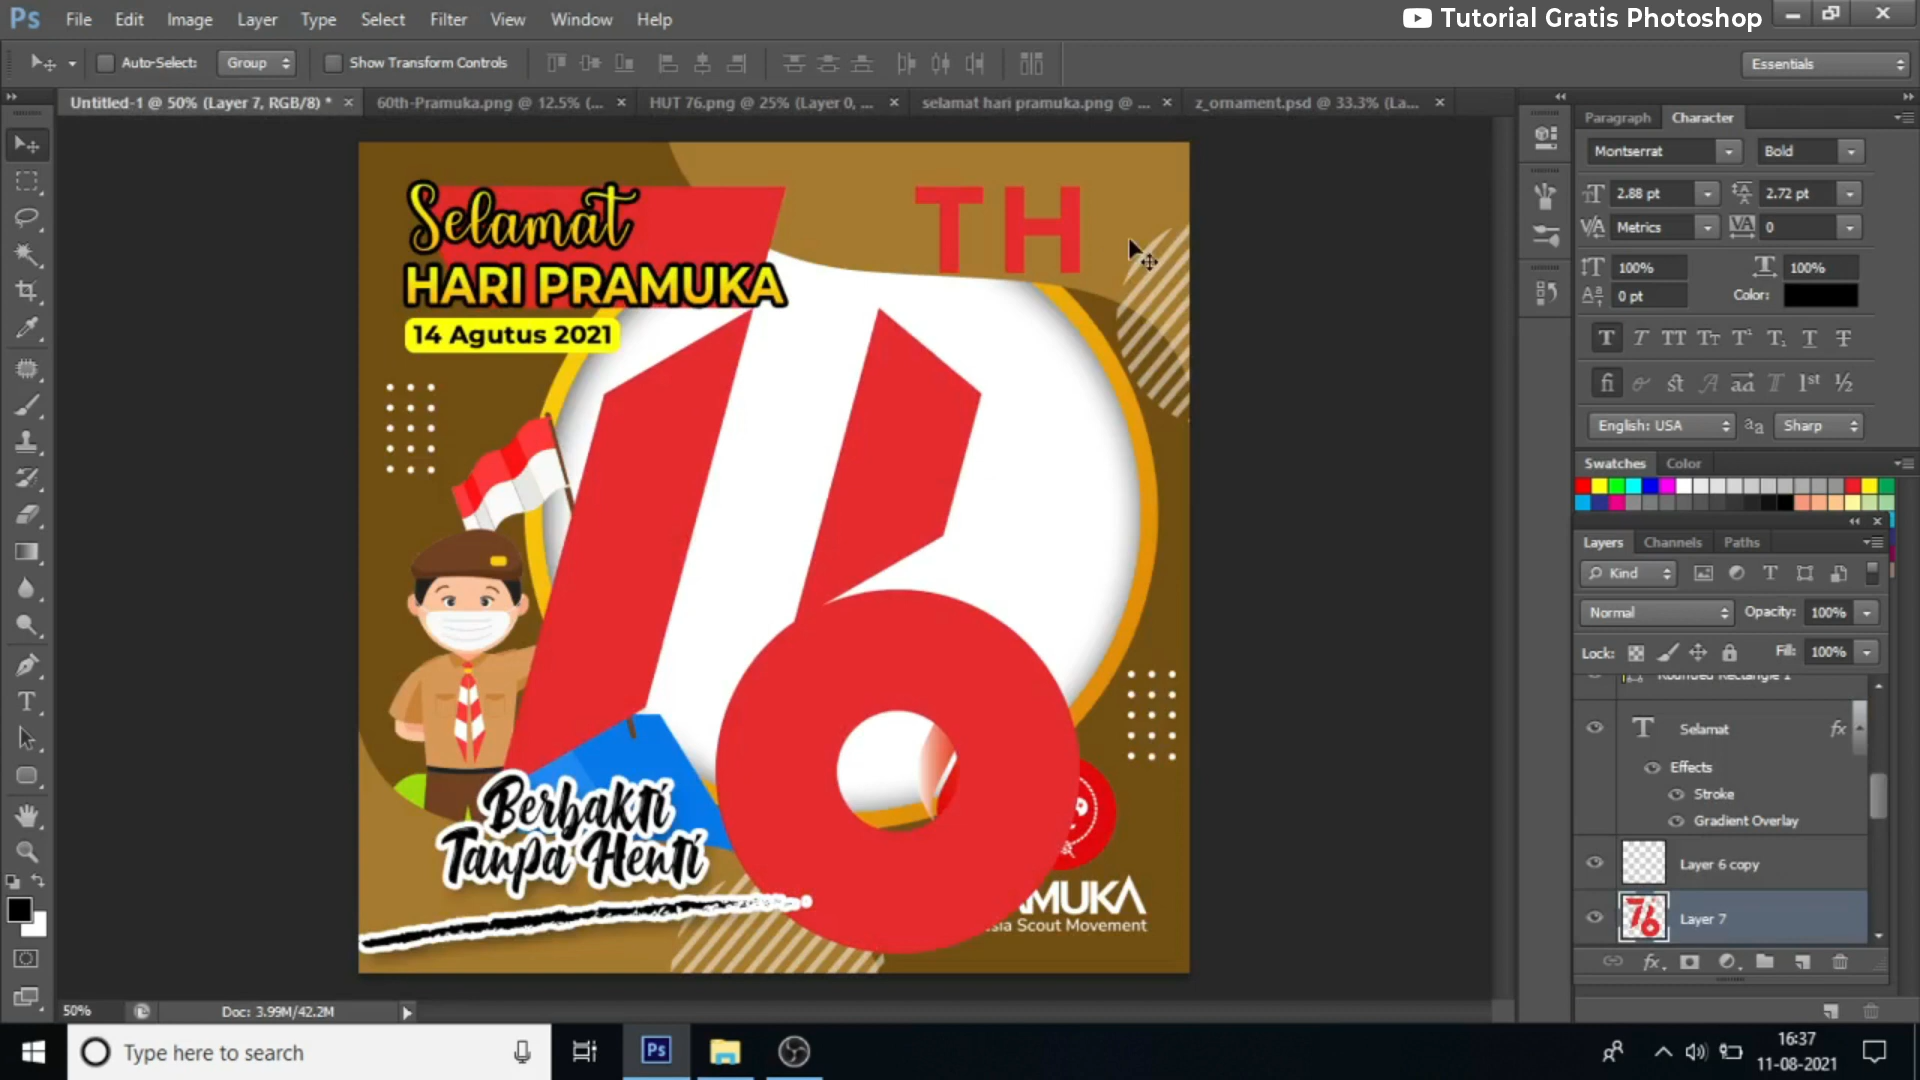 Ps File Edit Image Layer Type Select Filter View Window Help
Tutorial Gratis Photoshop
Auto-Select: Group Show Transform Controls
Essentials
Untitled-1 @ 50% (Layer 7, RGB/8) * × 60th-Pramuka.png @ 12.5% (... × HUT 76.png @ 25% (Layer 0, ... × selamat hari pramuka.png @ ... × z_ornament.psd @ 33.3% (La... ×
Selamat
HARI PRAMUKA
14 Agutus 2021
TH
76
Berbakti
Tanpa Henti
AMUKA
sia Scout Movement
Paragraph Character
Montserrat Bold
2.88 pt 2.72 pt
Metrics 0
100% 100%
0 pt Color:
English: USA Sharp
Swatches Color
Layers Channels Paths
Kind
Normal Opacity: 100%
Lock: Fill: 100%
Rounded Rectangle 1
Selamat fx
Effects
Stroke
Gradient Overlay
Layer 6 copy
Layer 7
50% Doc: 3.99M/42.2M
Type here to search
Ps
16:37
11-08-2021